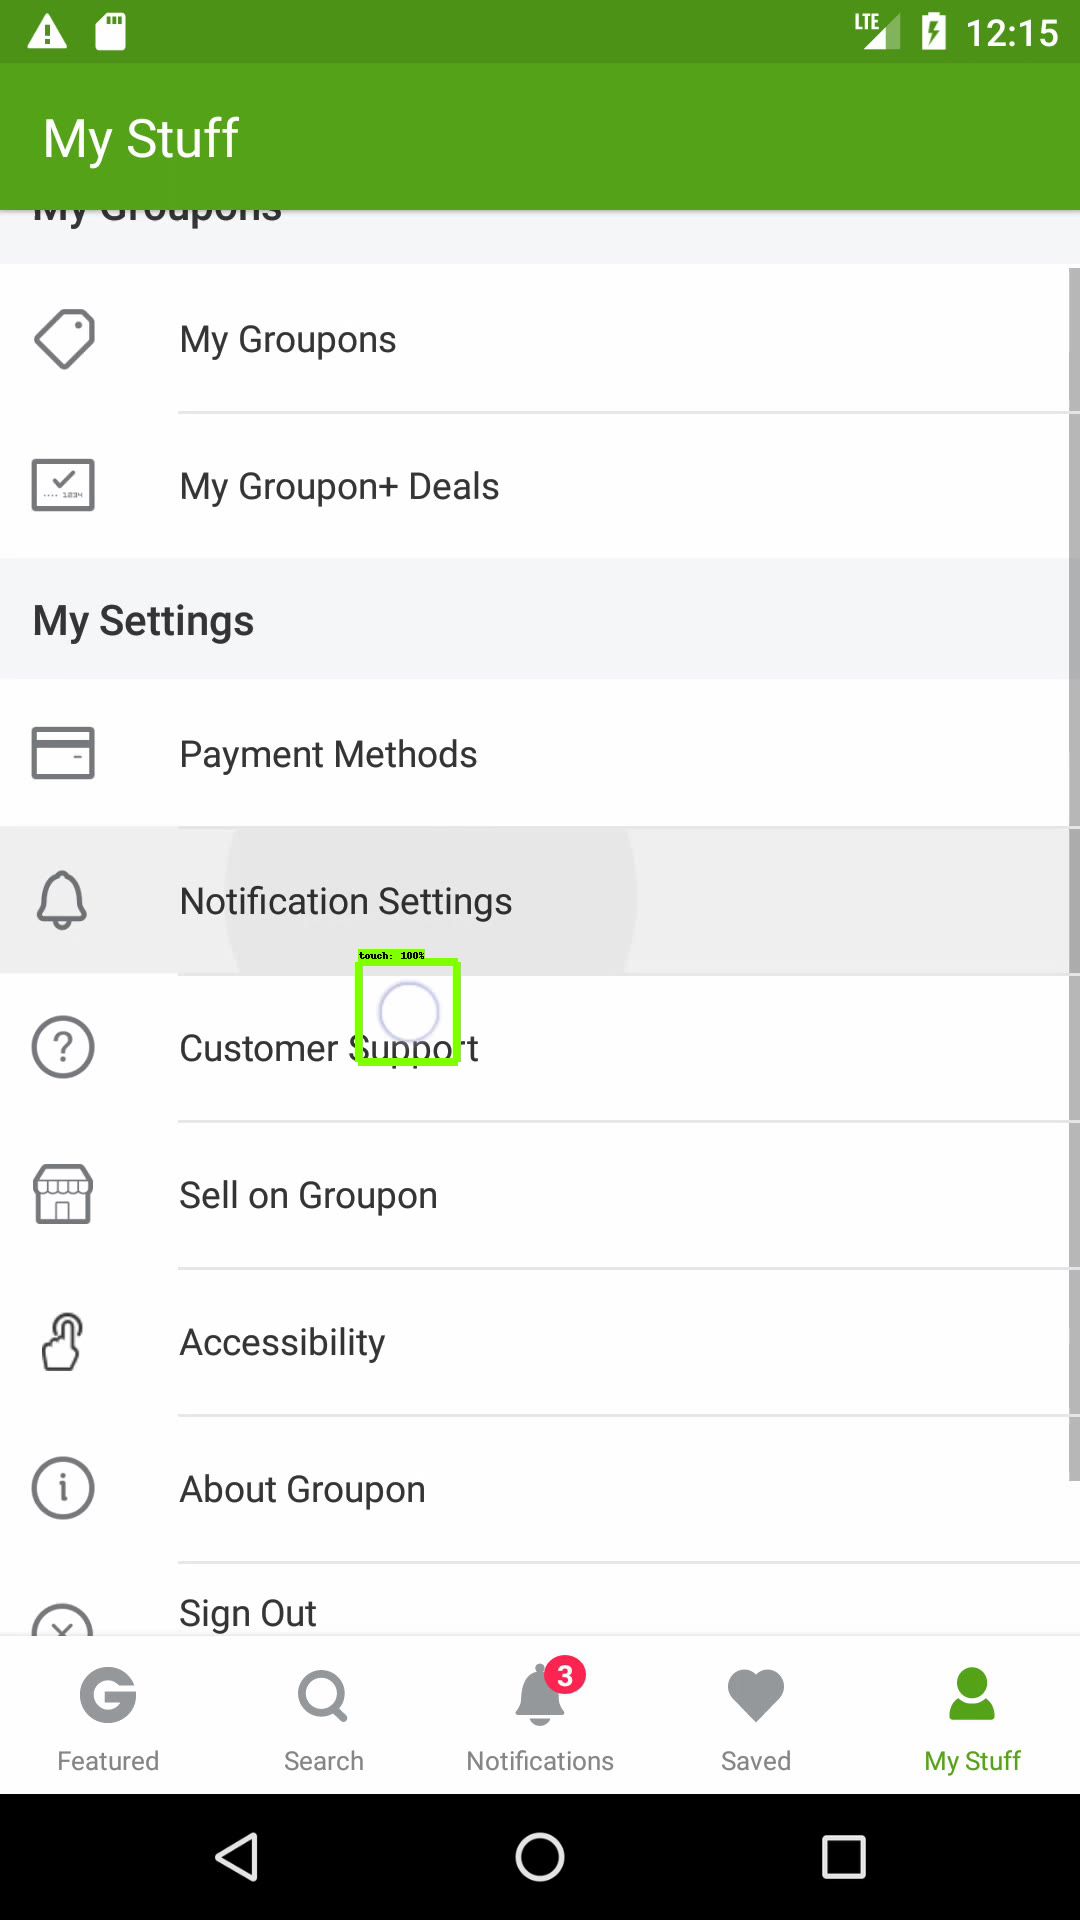 LTE 12:15
My Stuff
My Groupons
My Groupons
1234
My Groupon+ Deals
My Settings
Payment Methods
Notification Settings
touch: 100%
Customer Support
?
Sell on Groupon
Accessibility
i
About Groupon
Sign Out
3
G
Featured
Search
Notifications
Saved
My Stuff